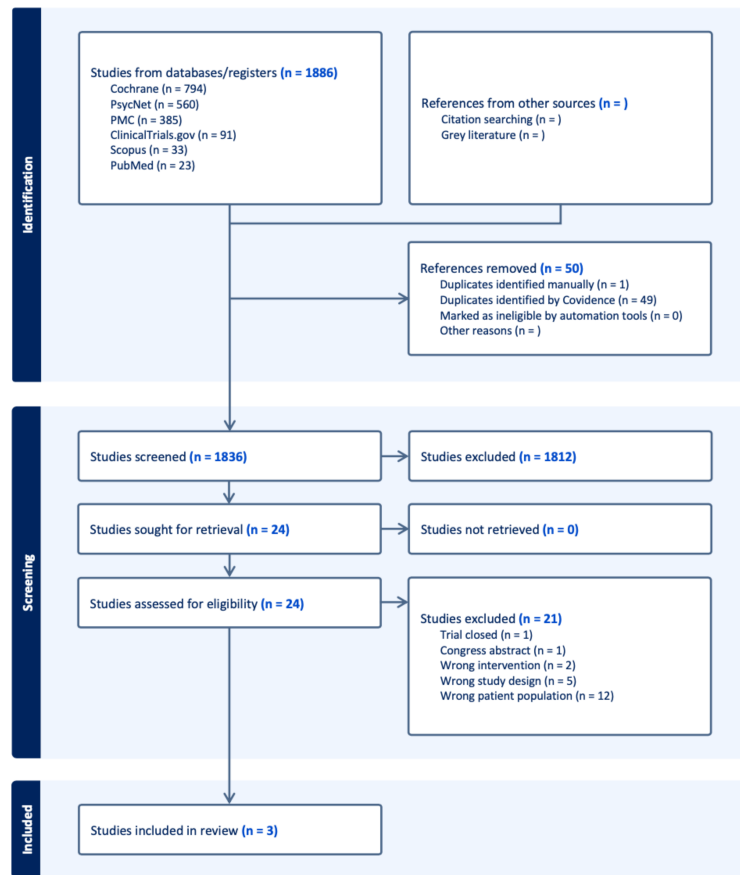 Identification
Studies from databases/registers (n = 1886)
Cochrane (n = 794)
PsycNet (n = 560)
PMC (n = 385)
ClinicalTrials.gov (n = 91)
Scopus (n = 33)
PubMed (n = 23)
References from other sources (n = )
Citation searching (n = )
Grey literature (n = )
References removed (n = 50)
Duplicates identified manually (n = 1)
Duplicates identified by Covidence (n = 49)
Marked as ineligible by automation tools (n = 0)
Other reasons (n = )
Screening
Studies screened (n = 1836)
Studies excluded (n = 1812)
Studies sought for retrieval (n = 24)
Studies not retrieved (n = 0)
Studies assessed for eligibility (n = 24)
Studies excluded (n = 21)
Trial closed (n = 1)
Congress abstract (n = 1)
Wrong intervention (n = 2)
Wrong study design (n = 5)
Wrong patient population (n = 12)
Included
Studies included in review (n = 3)